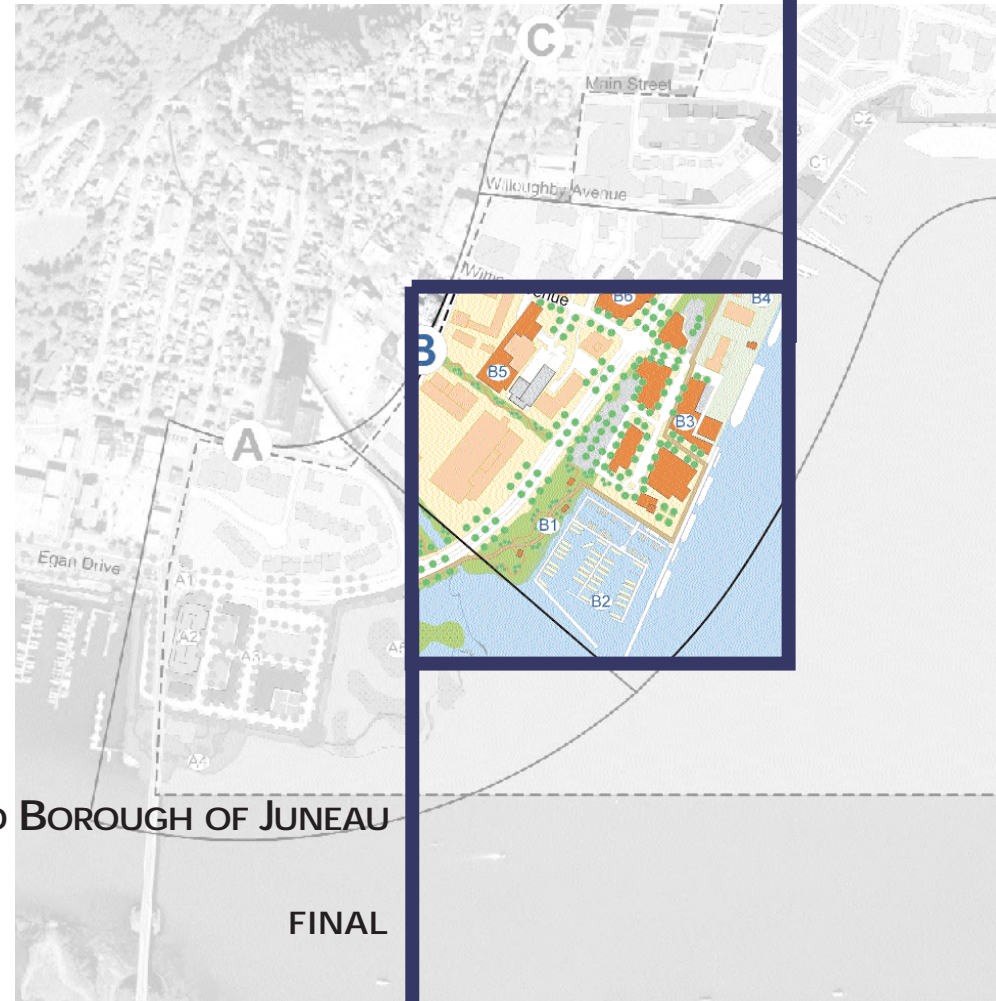 C
Main Street
C2
C1
Willoughby Avenue
enue
B6
B4
B
B5
B3
A
B1
Egan Drive
A1
B2
A2
A3
A4
BOROUGH OF JUNEAU
FINAL